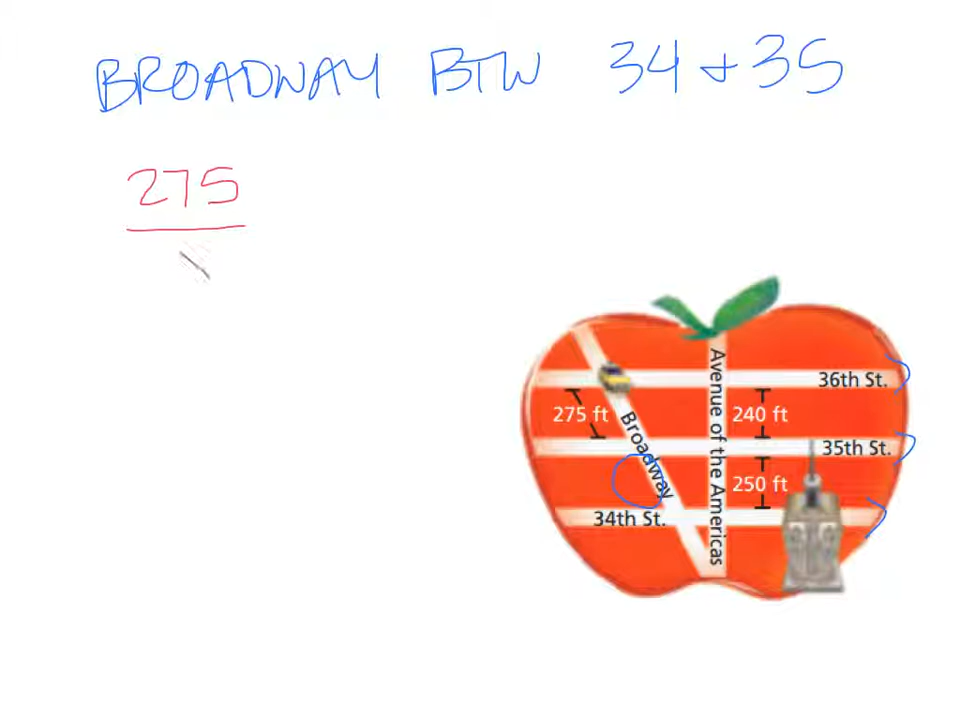 BROADWAY BTW 34 + 35
275
36th St.
275 ft
Broadway
Avenue of the Americas
240 ft
35th St.
250 ft
34th St.